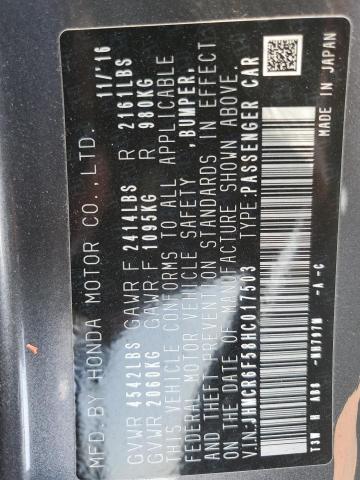 MFD.BY HONDA MOTOR CO.,LTD. 11/'16
GVWR 4542LBS GAWR F 2414LBS R 2161LBS
GVWR 2060KG GAWR F 1095KG R 980KG
THIS VEHICLE CONFORMS TO ALL APPLICABLE
FEDERAL MOTOR VEHICLE SAFETY ,BUMPER,
AND THEFT PREVENTION STANDARDS IN EFFECT
ON THE DATE OF MANUFACTURE SHOWN ABOVE.
V.I.N:JHMCR6F58HC017503 TYPE:PASSENGER CAR
-A -C MADE IN JAPAN